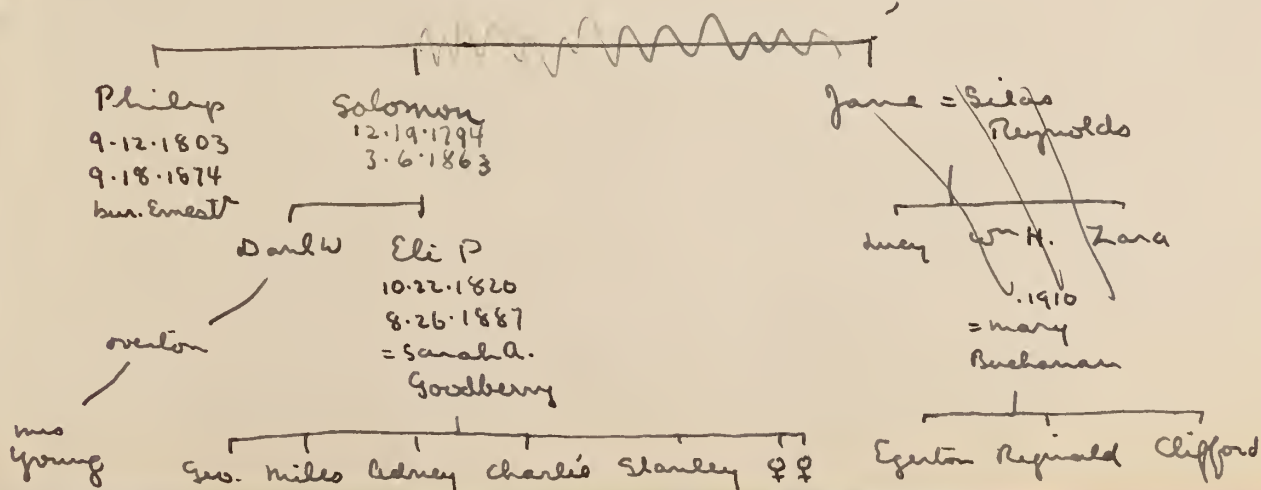 Philip
9.12.1803
9.18.1874
bur. Ernest
Solomon
12.19.1794
3.6.1863
Jane = Silas
Reynolds
Danl W
Eli P
10.22.1820
8.26.1887
= Sarah A.
Goodberry
overton
mrs
Young
Geo. Miles Adney Charlie Stanley ♀ ♀
Lucy Wm H. Zara
.1910
= Mary
Buchanan
Egerton Reginald Clifford